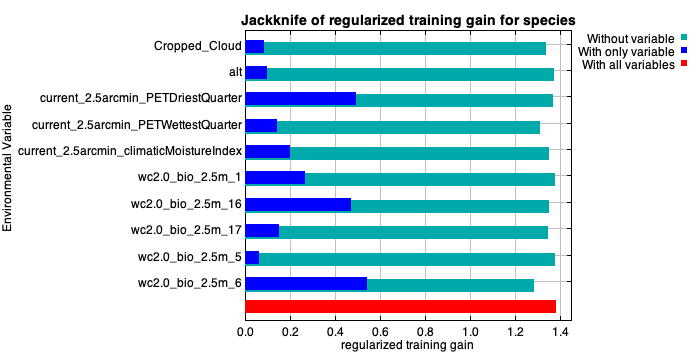 Jackknife of regularized training gain for species
Without variable
With only variable
With all variables
Environmental Variable
Cropped_Cloud
alt
current_2.5arcmin_PETDriestQuarter
current_2.5arcmin_PETWettestQuarter
current_2.5arcmin_climaticMoistureIndex
wc2.0_bio_2.5m_1
wc2.0_bio_2.5m_16
wc2.0_bio_2.5m_17
wc2.0_bio_2.5m_5
wc2.0_bio_2.5m_6
0.0 0.2 0.4 0.6 0.8 1.0 1.2 1.4
regularized training gain